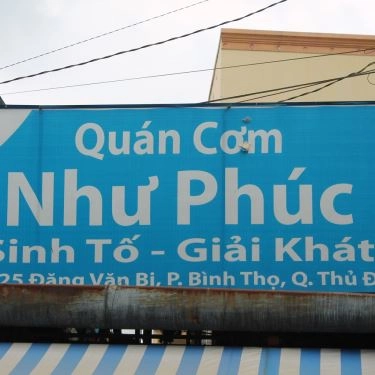 Quán Cơm
Như Phúc
Sinh Tố - Giải Khát
25 Đặng Văn Bi, P. Bình Thọ, Q. Thủ Đ